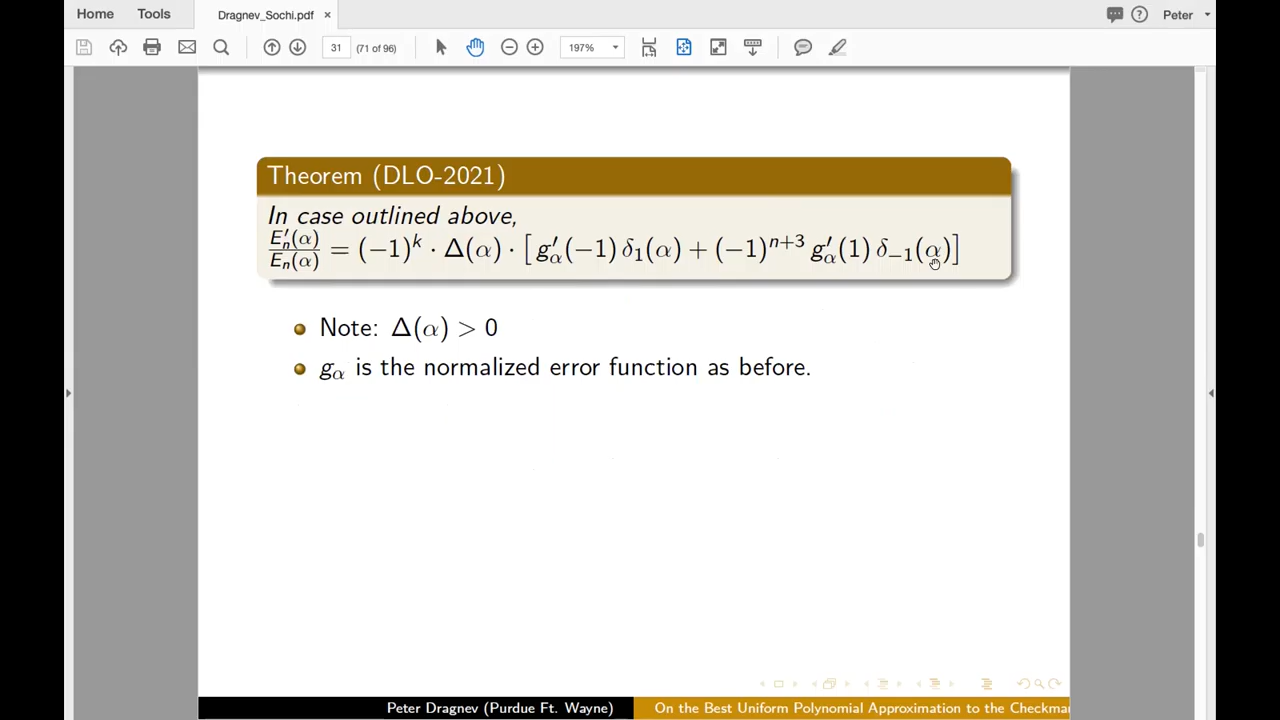 Home Tools Dragnev_Sochi.pdf × ? Peter
31 (71 of 96) 197%
Theorem (DLO-2021)
In case outlined above,
E′ₙ(α)/Eₙ(α) = (−1)ᵏ · Δ(α) · [g′_α(−1) δ₁(α) + (−1)ⁿ⁺³ g′_α(1) δ₋₁(α)]
Note: Δ(α) > 0
g_α is the normalized error function as before.
Peter Dragnev (Purdue Ft. Wayne) On the Best Uniform Polynomial Approximation to the Checkma